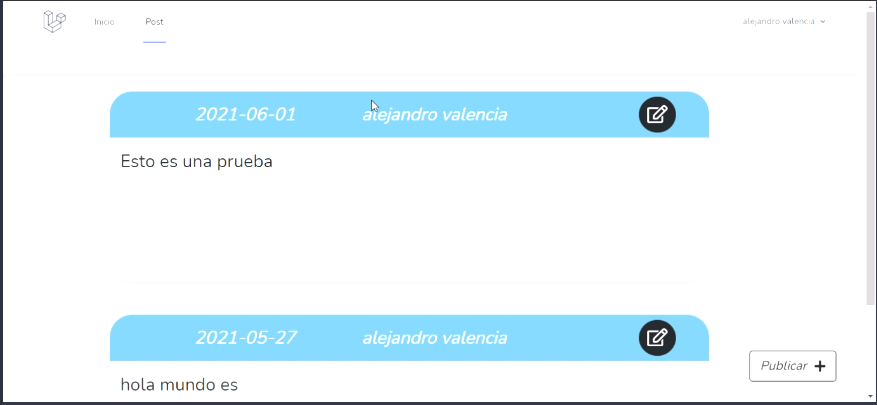 Inicio Post alejandro valencia
2021-06-01 alejandro valencia
Esto es una prueba
2021-05-27 alejandro valencia
hola mundo es
Publicar